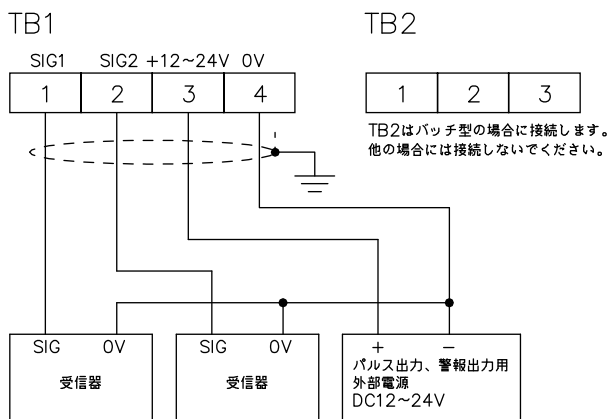 TB1
TB2
SIG1 SIG2 +12~24V 0V
1 2 3 4
1 2 3
TB2はバッチ型の場合に接続します。
他の場合には接続しないでください。
SIG 0V
受信器
SIG 0V
受信器
+ −
パルス出力、警報出力用
外部電源
DC12~24V